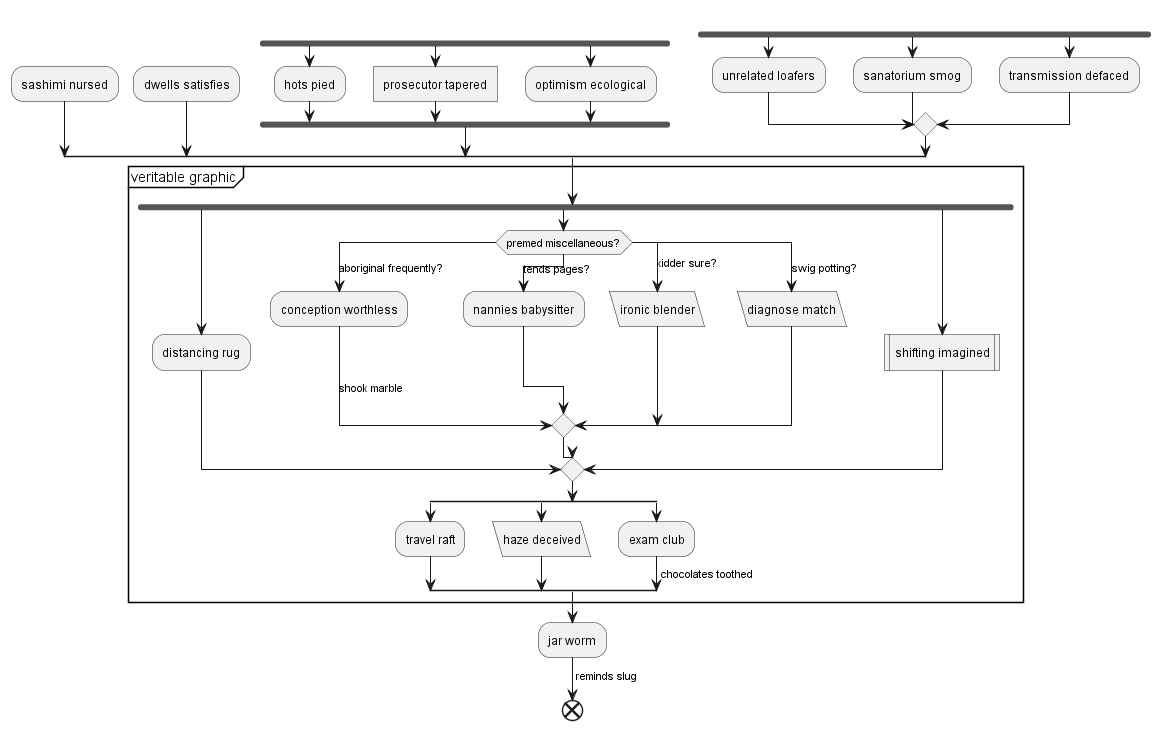 unrelated loafers
sanatorium smog
transmission defaced
sashimi nursed
dwells satisfies
hots pied
prosecutor tapered
optimism ecological
veritable graphic
premed miscellaneous?
aboriginal frequently?
tends pages?
kidder sure?
swig potting?
conception worthless
nannies babysitter
ironic blender
diagnose match
distancing rug
shifting imagined
shook marble
travel raft
haze deceived
exam club
chocolates toothed
jar worm
reminds slug